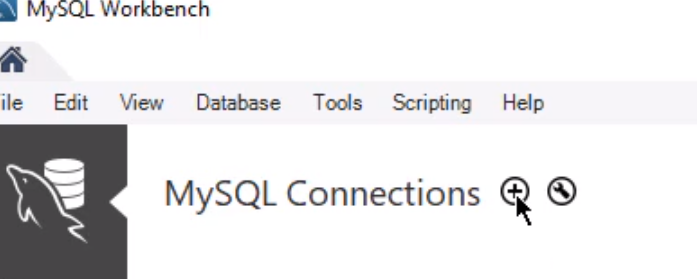 MySQL Workbench
ile Edit View Database Tools Scripting Help
MySQL Connections